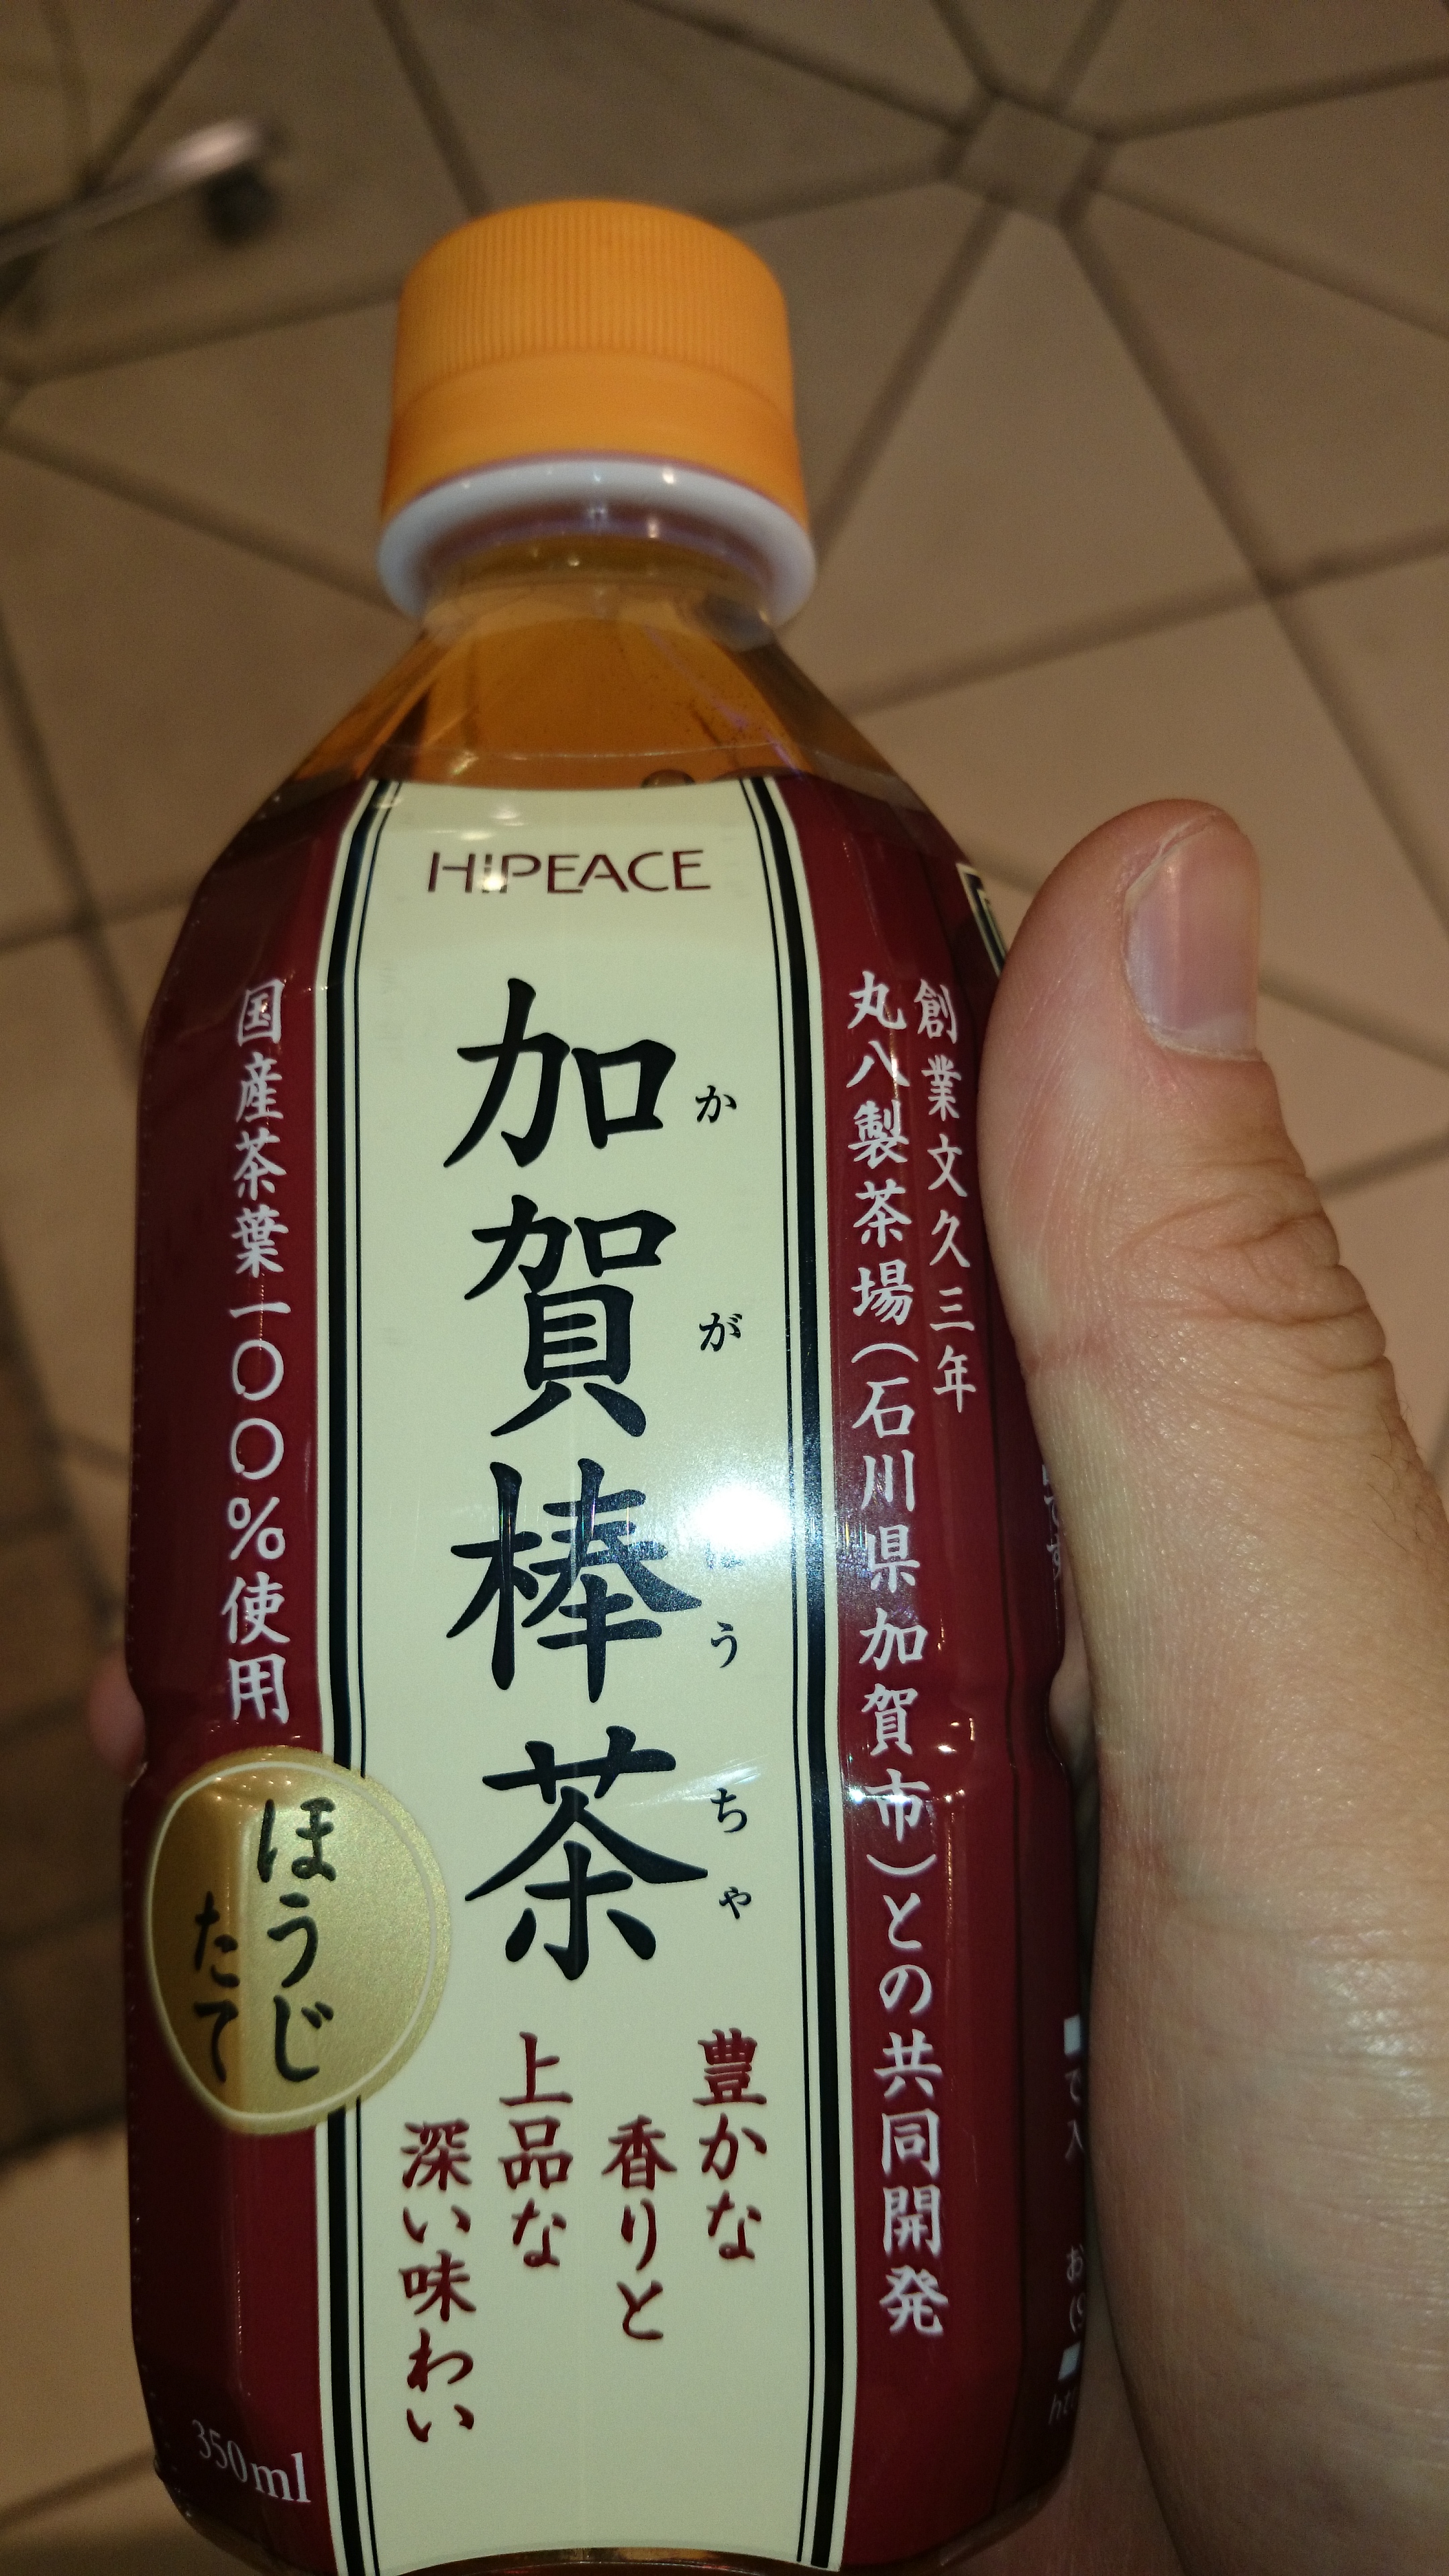 HIPEACE
創業文久三年
丸八製茶場(石川県加賀市)との共同開発
かがぼうちゃ
加賀棒茶
豊かな
香りと
上品な
深い味わい
国産茶葉一〇〇%使用
ほうじ
たて
350ml